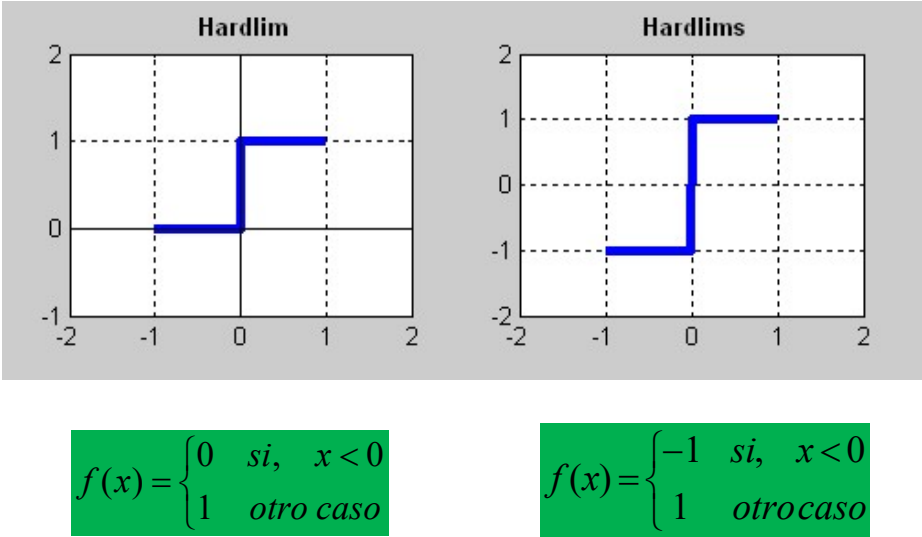 Hardlim
2
1
0
-1
-2 -1 0 1 2
Hardlims
2
1
0
-1
-2
-2 -1 0 1 2
f(x) = {0 si, x < 0
1 otro caso
f(x) = {-1 si, x < 0
1 otro caso